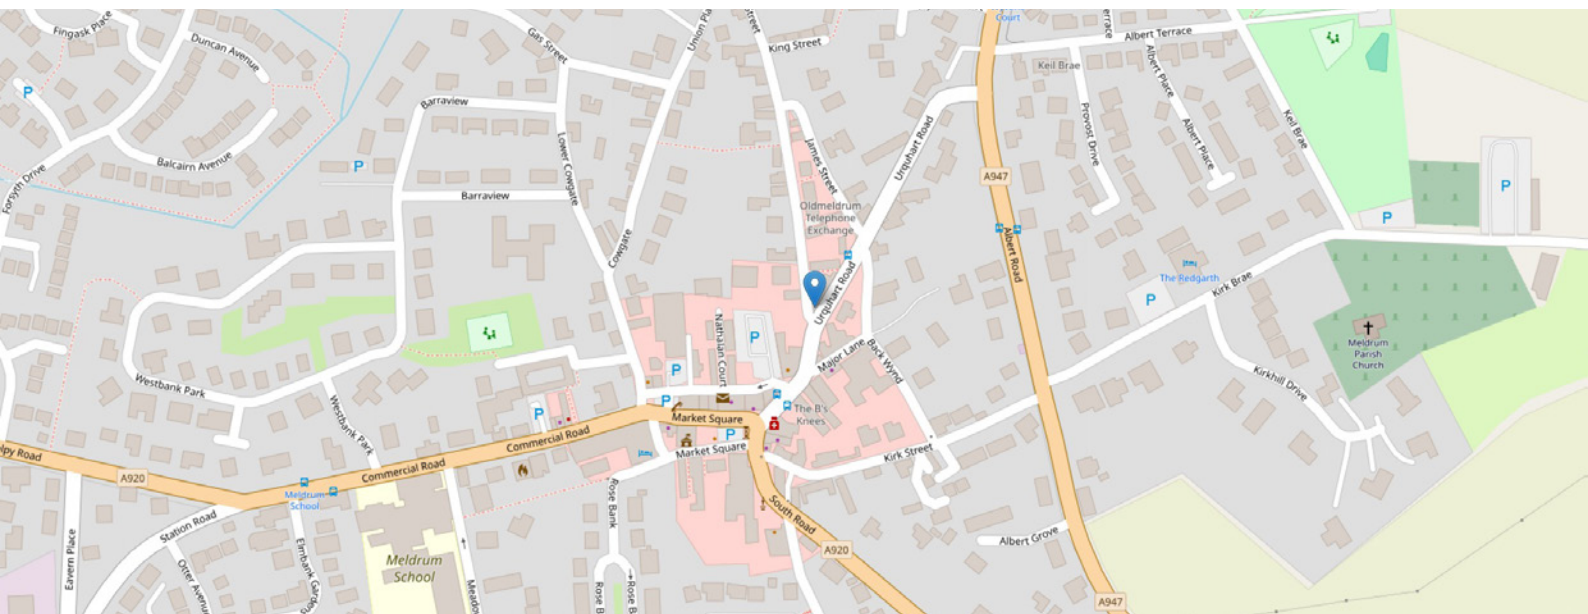 Fingask Place
Duncan Avenue
Gas Street
Street
King Street
Court
Albert Terrace
Keil Brae
Albert Place
Barraview
Balcairn Avenue
Lower Cowgate
James Street
Urquhart Road
Provost Drive
Albert Place
Keil Brae
P
P
Forsyth Drive
Barraview
Cowgate
Oldmeldrum
Telephone
Exchange
A947
P
P
Albert Road
The Redgarth
Kirk Brae
P
Urquhart Road
Nathalan Court
P
P
Major Lane
Back Wynd
Meldrum
Parish
Church
Kirkhill Drive
Westbank Park
Westbank Park
P
P
Market Square
The B's
Knees
P
Commercial Road
Market Square
Kirk Street
Commercial Road
A920
Meldrum
School
Rose Bank
South Road
Station Road
Albert Grove
A920
Eavern Place
Meldrum
School
A947